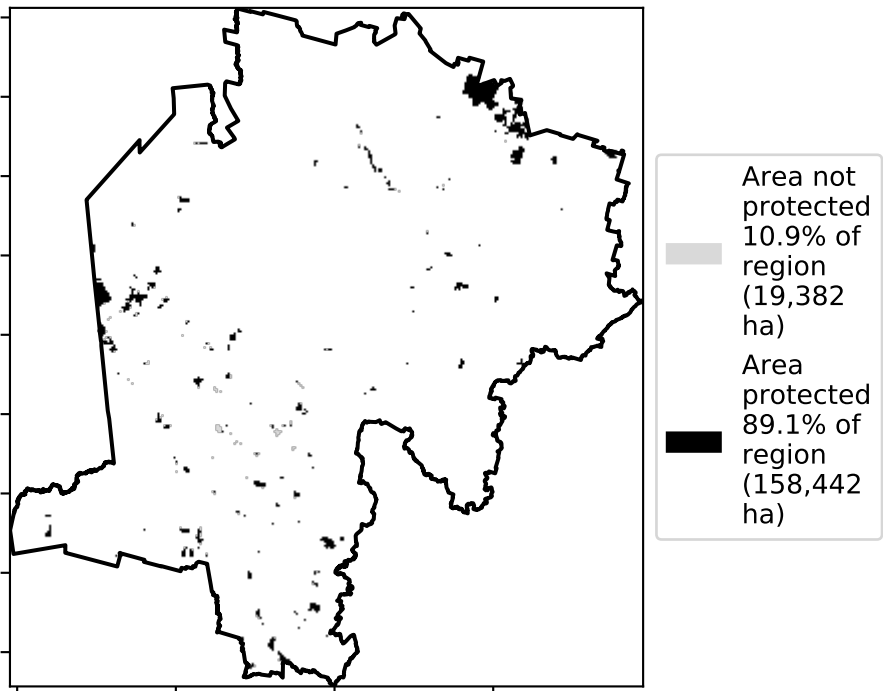 Area not
protected
10.9% of
region
(19,382
ha)
Area
protected
89.1% of
region
(158,442
ha)